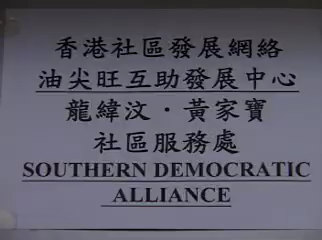 香港社區發展網絡
油尖旺互助發展中心
龍緯汶·黃家寶
社區服務處
SOUTHERN DEMOCRATIC
ALLIANCE